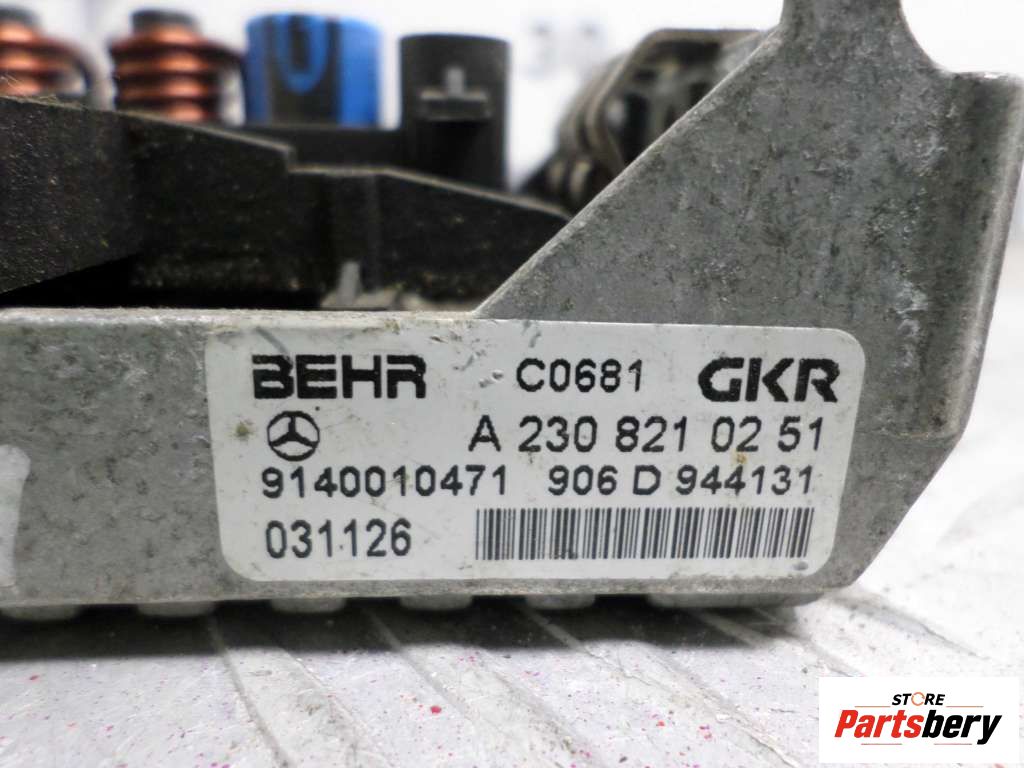 BEHR C0681 GKR
A 230 821 02 51
9140010471 906 D 944131
031126
STORE
Partsbery